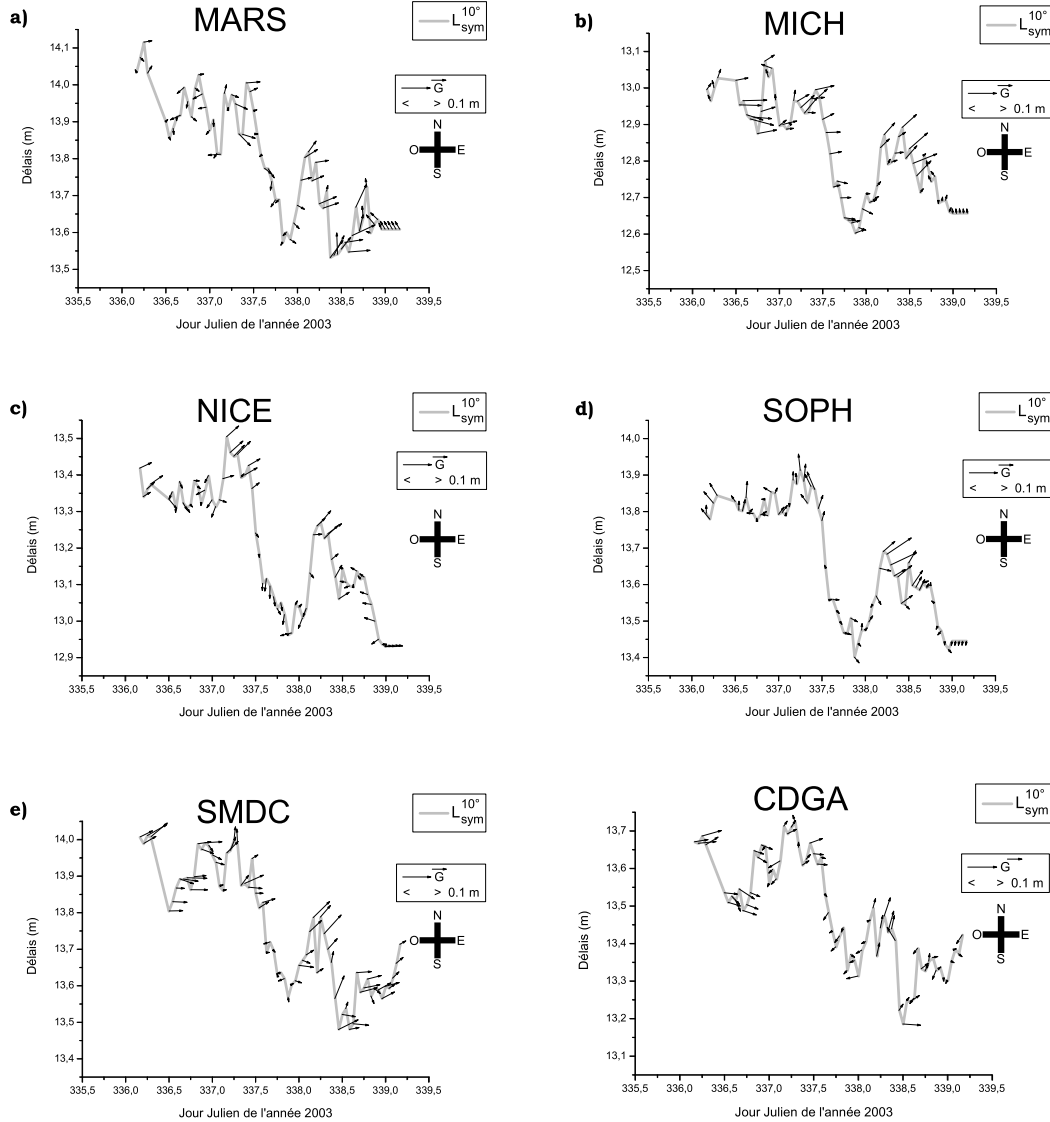 a)
MARS
10°
L sym
G
< > 0.1 m
N
O E
S
14,1
14,0
13,9
13,8
13,7
13,6
13,5
Délais (m)
335,5 336,0 336,5 337,0 337,5 338,0 338,5 339,0 339,5
Jour Julien de l'année 2003
b)
MICH
10°
L sym
G
< > 0.1 m
N
O E
S
13,1
13,0
12,9
12,8
12,7
12,6
12,5
Délais (m)
335,5 336,0 336,5 337,0 337,5 338,0 338,5 339,0 339,5
Jour Julien de l'année 2003
c)
NICE
10°
L sym
G
< > 0.1 m
N
O E
S
13,5
13,4
13,3
13,2
13,1
13,0
12,9
Délais (m)
335,5 336,0 336,5 337,0 337,5 338,0 338,5 339,0 339,5
Jour Julien de l'année 2003
d)
SOPH
10°
L sym
G
< > 0.1 m
N
O E
S
14,0
13,9
13,8
13,7
13,6
13,5
13,4
Délais (m)
335,5 336,0 336,5 337,0 337,5 338,0 338,5 339,0 339,5
Jour Julien de l'année 2003
e)
SMDC
10°
L sym
G
< > 0.1 m
N
O E
S
14,0
13,9
13,8
13,7
13,6
13,5
13,4
Délais (m)
335,5 336,0 336,5 337,0 337,5 338,0 338,5 339,0 339,5
Jour Julien de l'année 2003
CDGA
10°
L sym
G
< > 0.1 m
N
O E
S
13,7
13,6
13,5
13,4
13,3
13,2
13,1
Délais (m)
335,5 336,0 336,5 337,0 337,5 338,0 338,5 339,0 339,5
Jour Julien de l'année 2003